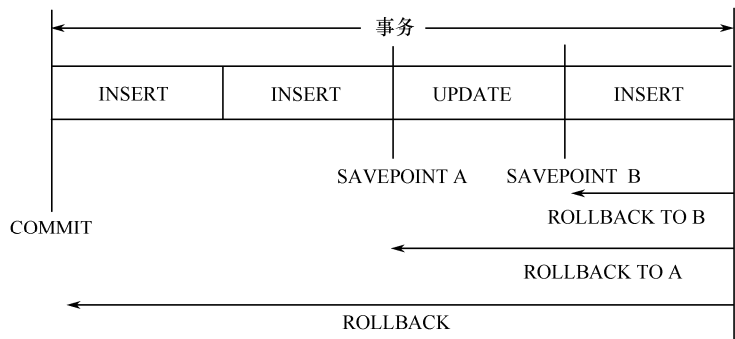 事务
INSERT INSERT UPDATE INSERT
SAVEPOINT A SAVEPOINT B
ROLLBACK TO B
COMMIT
ROLLBACK TO A
ROLLBACK